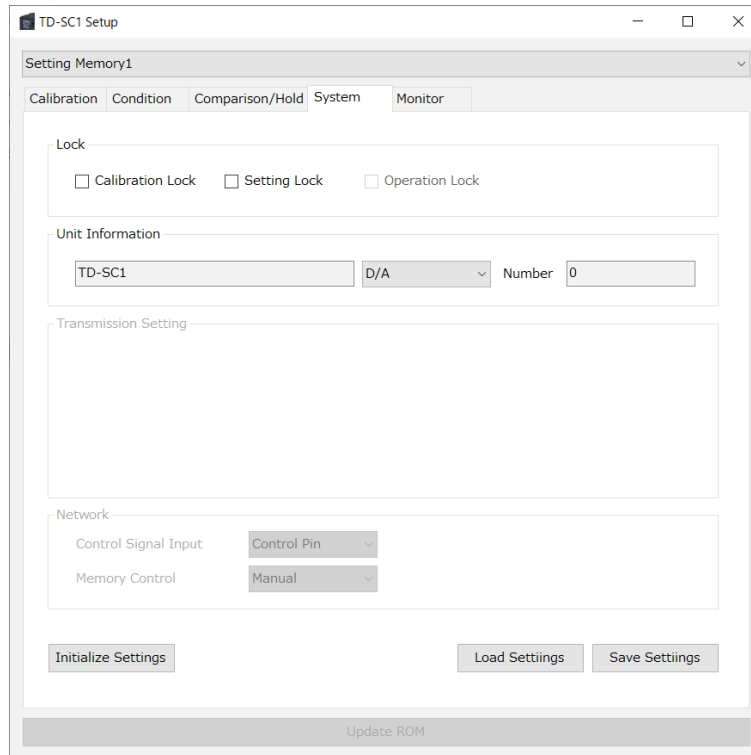 TD-SC1 Setup
Setting Memory1
Calibration Condition Comparison/Hold System Monitor
Lock
Calibration Lock Setting Lock Operation Lock
Unit Information
TD-SC1 D/A Number 0
Transmission Setting
Network
Control Signal Input Control Pin
Memory Control Manual
Initialize Settings Load Settiings Save Settiings
Update ROM